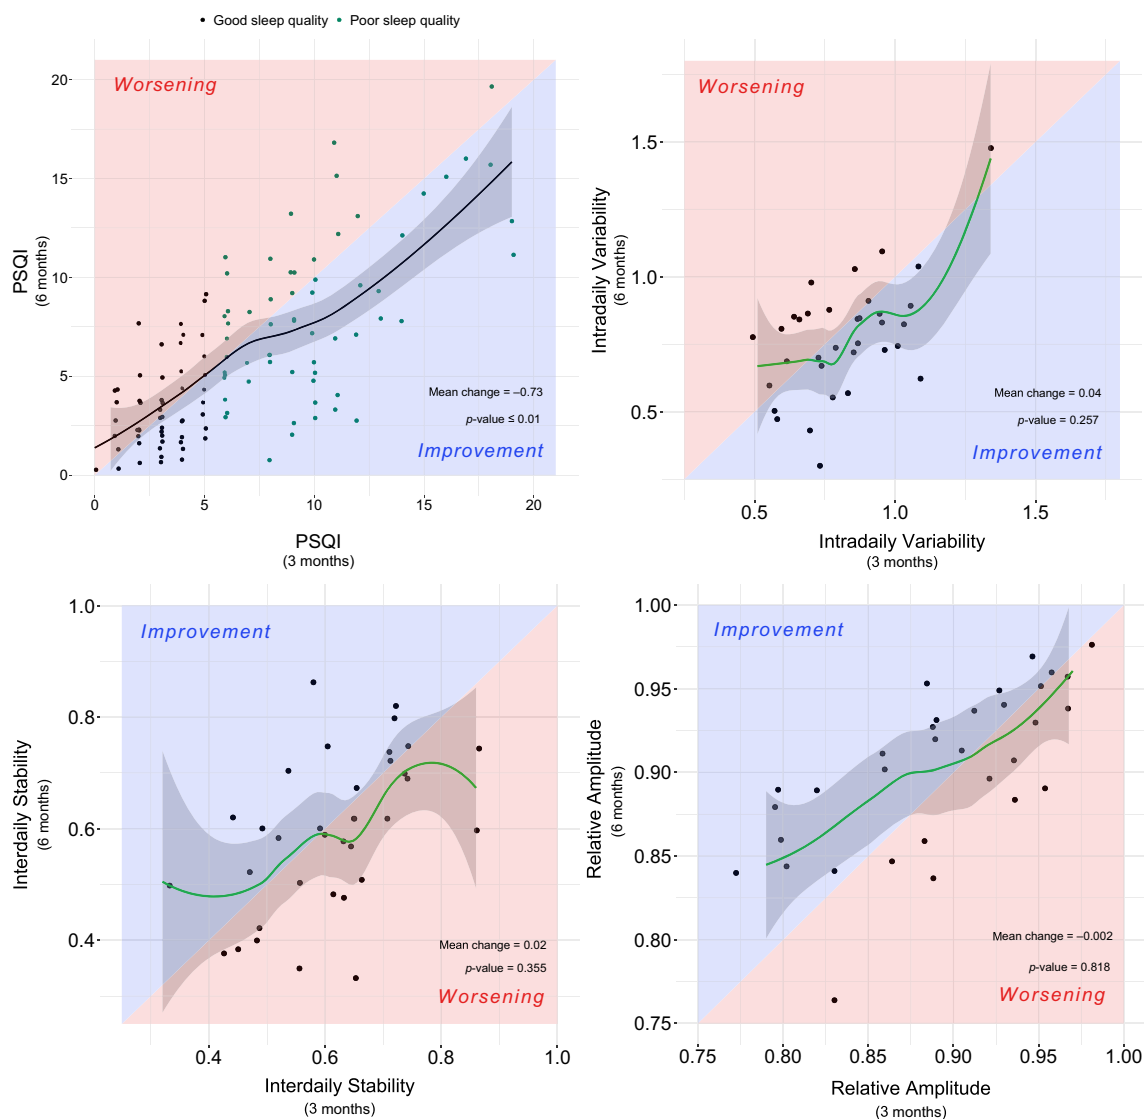 Good sleep quality Poor sleep quality
Worsening
20
15
10
5
0
PSQI
(6 months)
Mean change = –0.73
p-value ≤ 0.01
Improvement
0 5 10 15 20
PSQI
(3 months)
Worsening
1.5
1.0
0.5
Intradaily Variability
(6 months)
Mean change = 0.04
p-value = 0.257
Improvement
0.5 1.0 1.5
Intradaily Variability
(3 months)
1.0
0.8
0.6
0.4
Improvement
Interdaily Stability
(6 months)
Mean change = 0.02
p-value = 0.355
Worsening
0.4 0.6 0.8 1.0
Interdaily Stability
(3 months)
1.00
0.95
0.90
0.85
0.80
0.75
Improvement
Relative Amplitude
(6 months)
Mean change = –0.002
p-value = 0.818
Worsening
0.75 0.80 0.85 0.90 0.95 1.00
Relative Amplitude
(3 months)